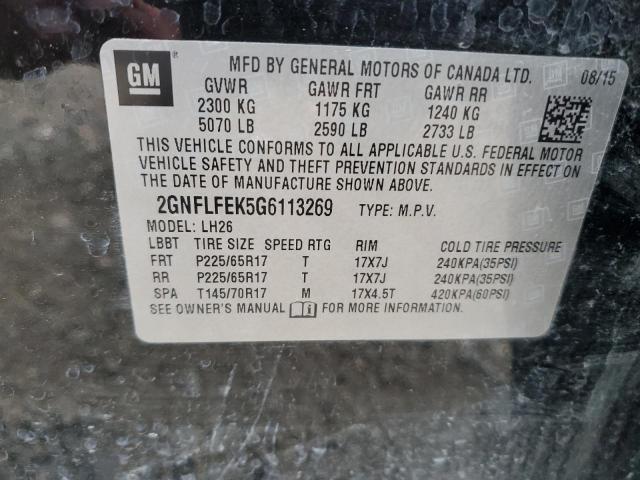 GM ®
MFD BY GENERAL MOTORS OF CANADA LTD. 08/15
GVWR GAWR FRT GAWR RR
2300 KG 1175 KG 1240 KG
5070 LB 2590 LB 2733 LB
THIS VEHICLE CONFORMS TO ALL APPLICABLE U.S. FEDERAL MOTOR
VEHICLE SAFETY AND THEFT PREVENTION STANDARDS IN EFFECT ON
THE DATE OF MANUFACTURE SHOWN ABOVE.
2GNFLFEK5G6113269 TYPE: M.P.V.
MODEL: LH26
LBBT TIRE SIZE SPEED RTG RIM COLD TIRE PRESSURE
FRT P225/65R17 T 17X7J 240KPA(35PSI)
RR P225/65R17 T 17X7J 240KPA(35PSI)
SPA T145/70R17 M 17X4.5T 420KPA(60PSI)
SEE OWNER'S MANUAL FOR MORE INFORMATION.